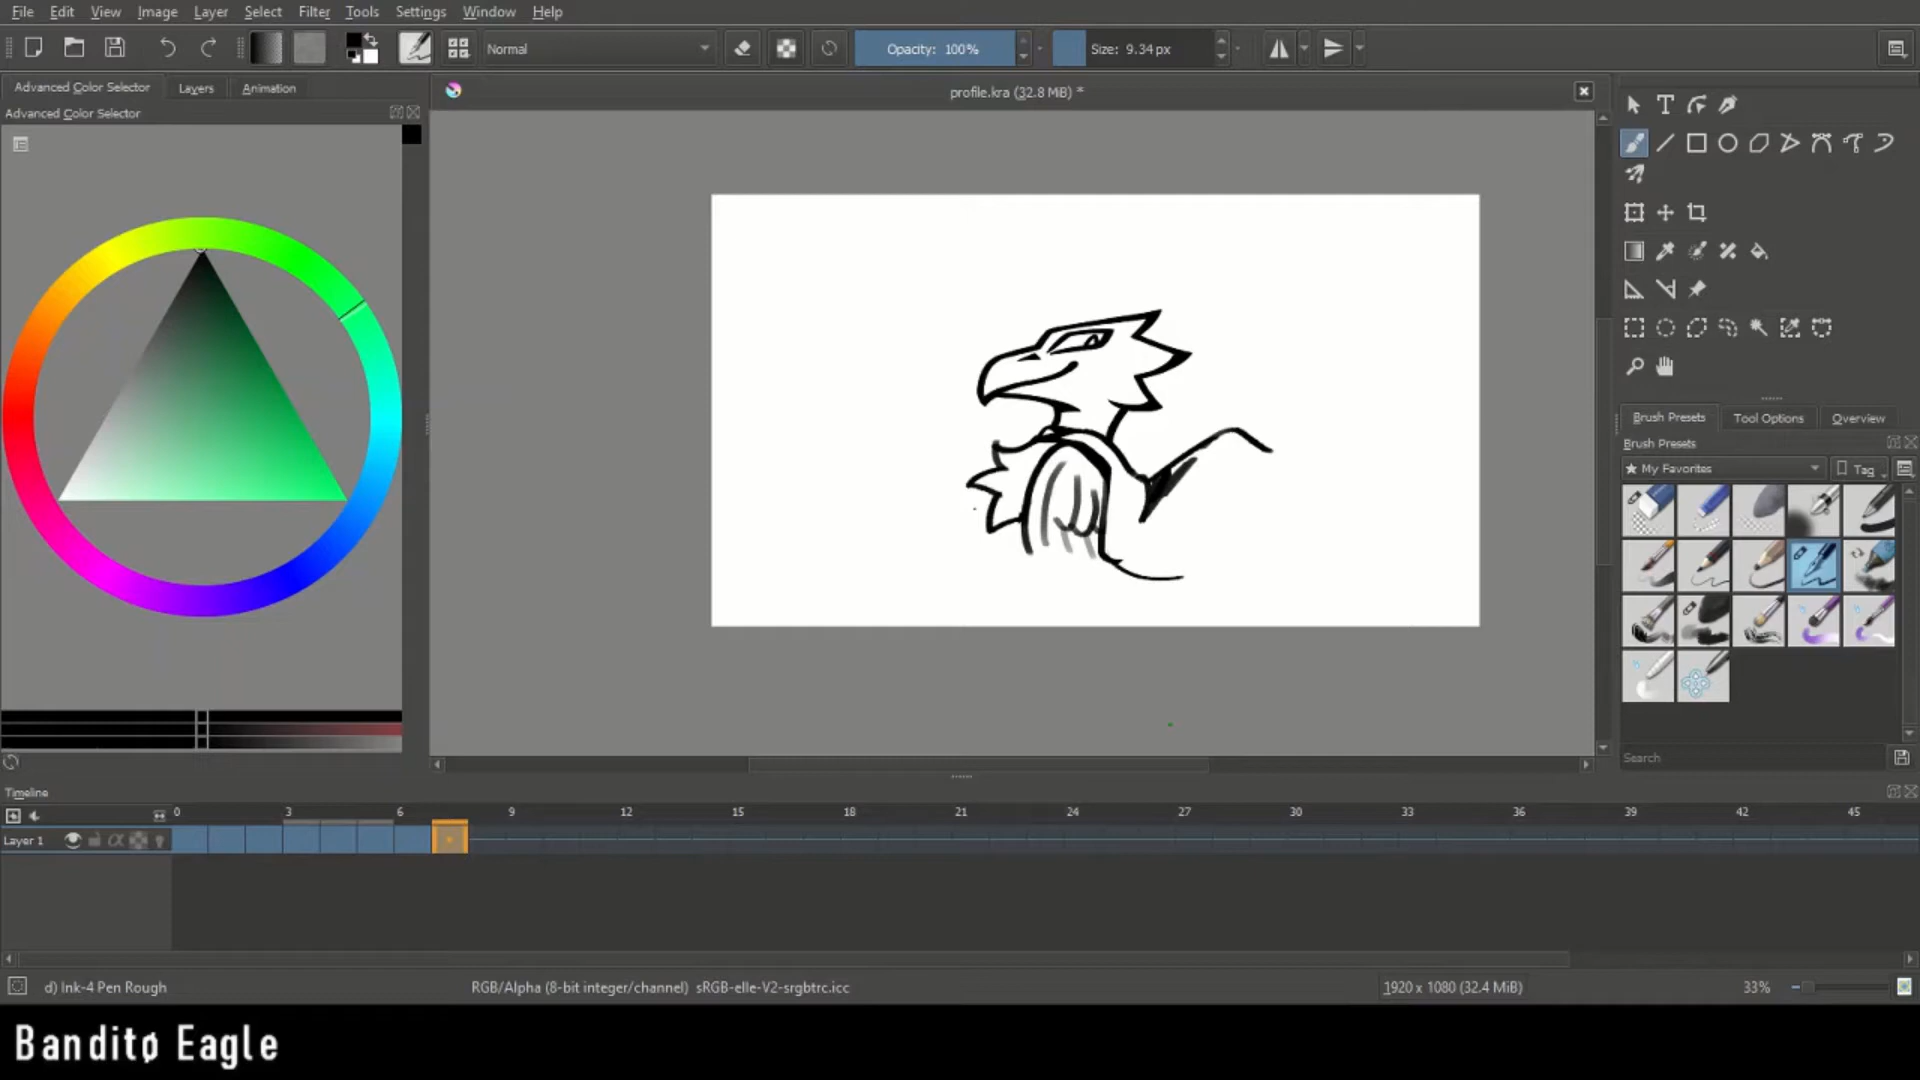 File Edit View Image Layer Select Filter Tools Settings Window Help
Normal
Opacity: 100%
Size: 9.34 px
Advanced Color Selector Layers Animation
Advanced Color Selector
profile.kra (32.8 MiB) *
Brush Presets Tool Options Overview
Brush Presets
★ My Favorites Tag
Search
Timeline
0 3 6 9 12 15 18 21 24 27 30 33 36 39 42 45
Layer 1
d) Ink-4 Pen Rough
RGB/Alpha (8-bit integer/channel) sRGB-elle-V2-srgbtrc.icc
1920 x 1080 (32.4 MiB)
33%
Banditø Eagle